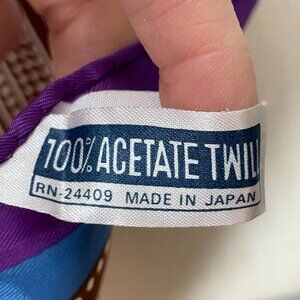 100% ACETATE TWILL
RN-24409 MADE IN JAPAN